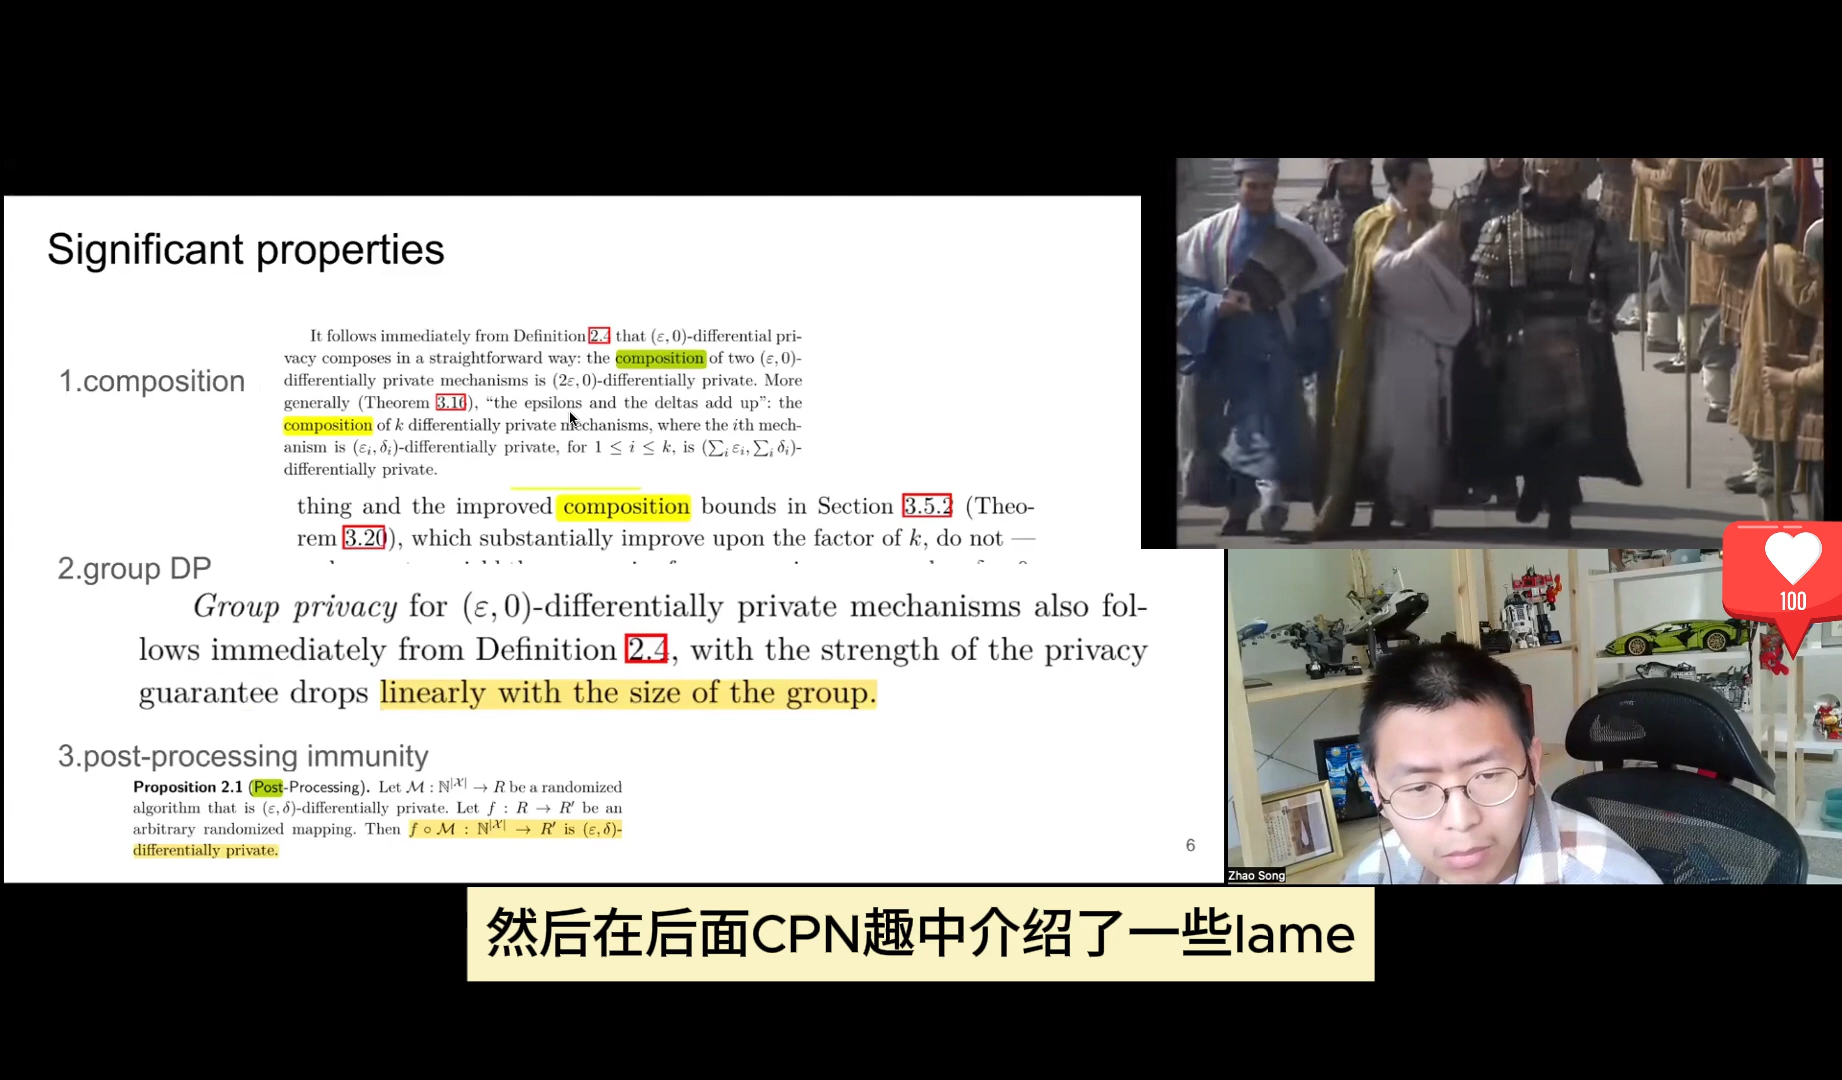 Significant properties
1.composition
It follows immediately from Definition 2.4 that (ε, 0)-differential pri-
vacy composes in a straightforward way: the composition of two (ε, 0)-
differentially private mechanisms is (2ε, 0)-differentially private. More
generally (Theorem 3.16), “the epsilons and the deltas add up”: the
composition of k differentially private mechanisms, where the ith mech-
anism is (εᵢ, δᵢ)-differentially private, for 1 ≤ i ≤ k, is (∑ᵢ εᵢ, ∑ᵢ δᵢ)-
differentially private.
thing and the improved composition bounds in Section 3.5.2 (Theo-
rem 3.20), which substantially improve upon the factor of k, do not —
2.group DP
Group privacy for (ε, 0)-differentially private mechanisms also fol-
lows immediately from Definition 2.4, with the strength of the privacy
guarantee drops linearly with the size of the group.
3.post-processing immunity
Proposition 2.1 (Post-Processing). Let M : ℕ^|X| → R be a randomized
algorithm that is (ε, δ)-differentially private. Let f : R → R′ be an
arbitrary randomized mapping. Then f ∘ M : ℕ^|X| → R′ is (ε, δ)-
differentially private.
6
100
Zhao Song
然后在后面CPN趣中介绍了一些lame